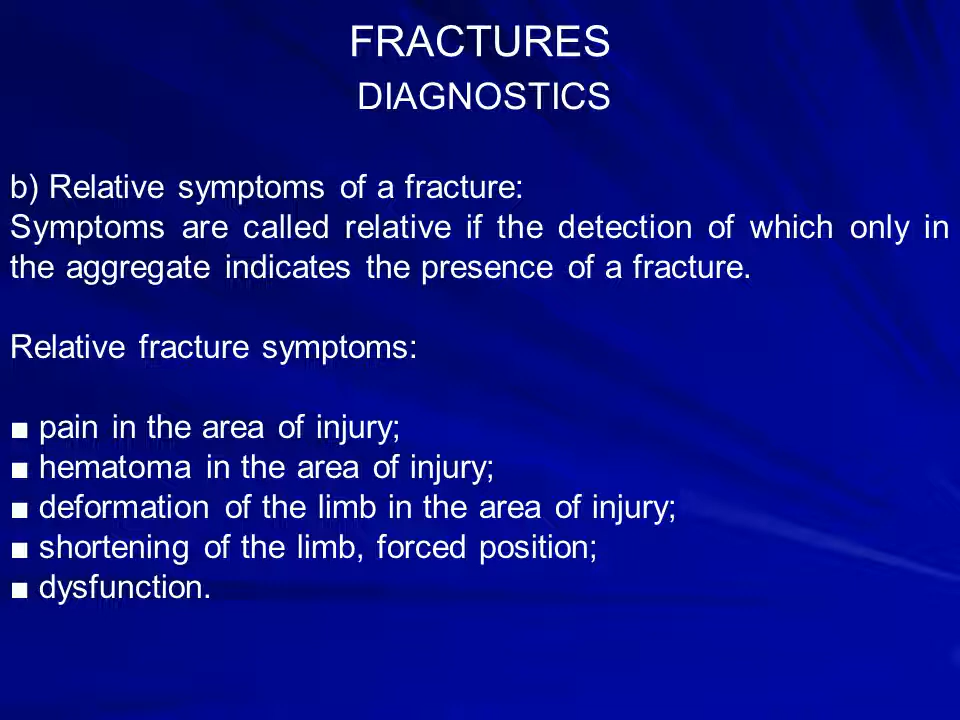 FRACTURES
DIAGNOSTICS
b) Relative symptoms of a fracture:
Symptoms are called relative if the detection of which only in
the aggregate indicates the presence of a fracture.
Relative fracture symptoms:
■ pain in the area of injury;
■ hematoma in the area of injury;
■ deformation of the limb in the area of injury;
■ shortening of the limb, forced position;
■ dysfunction.